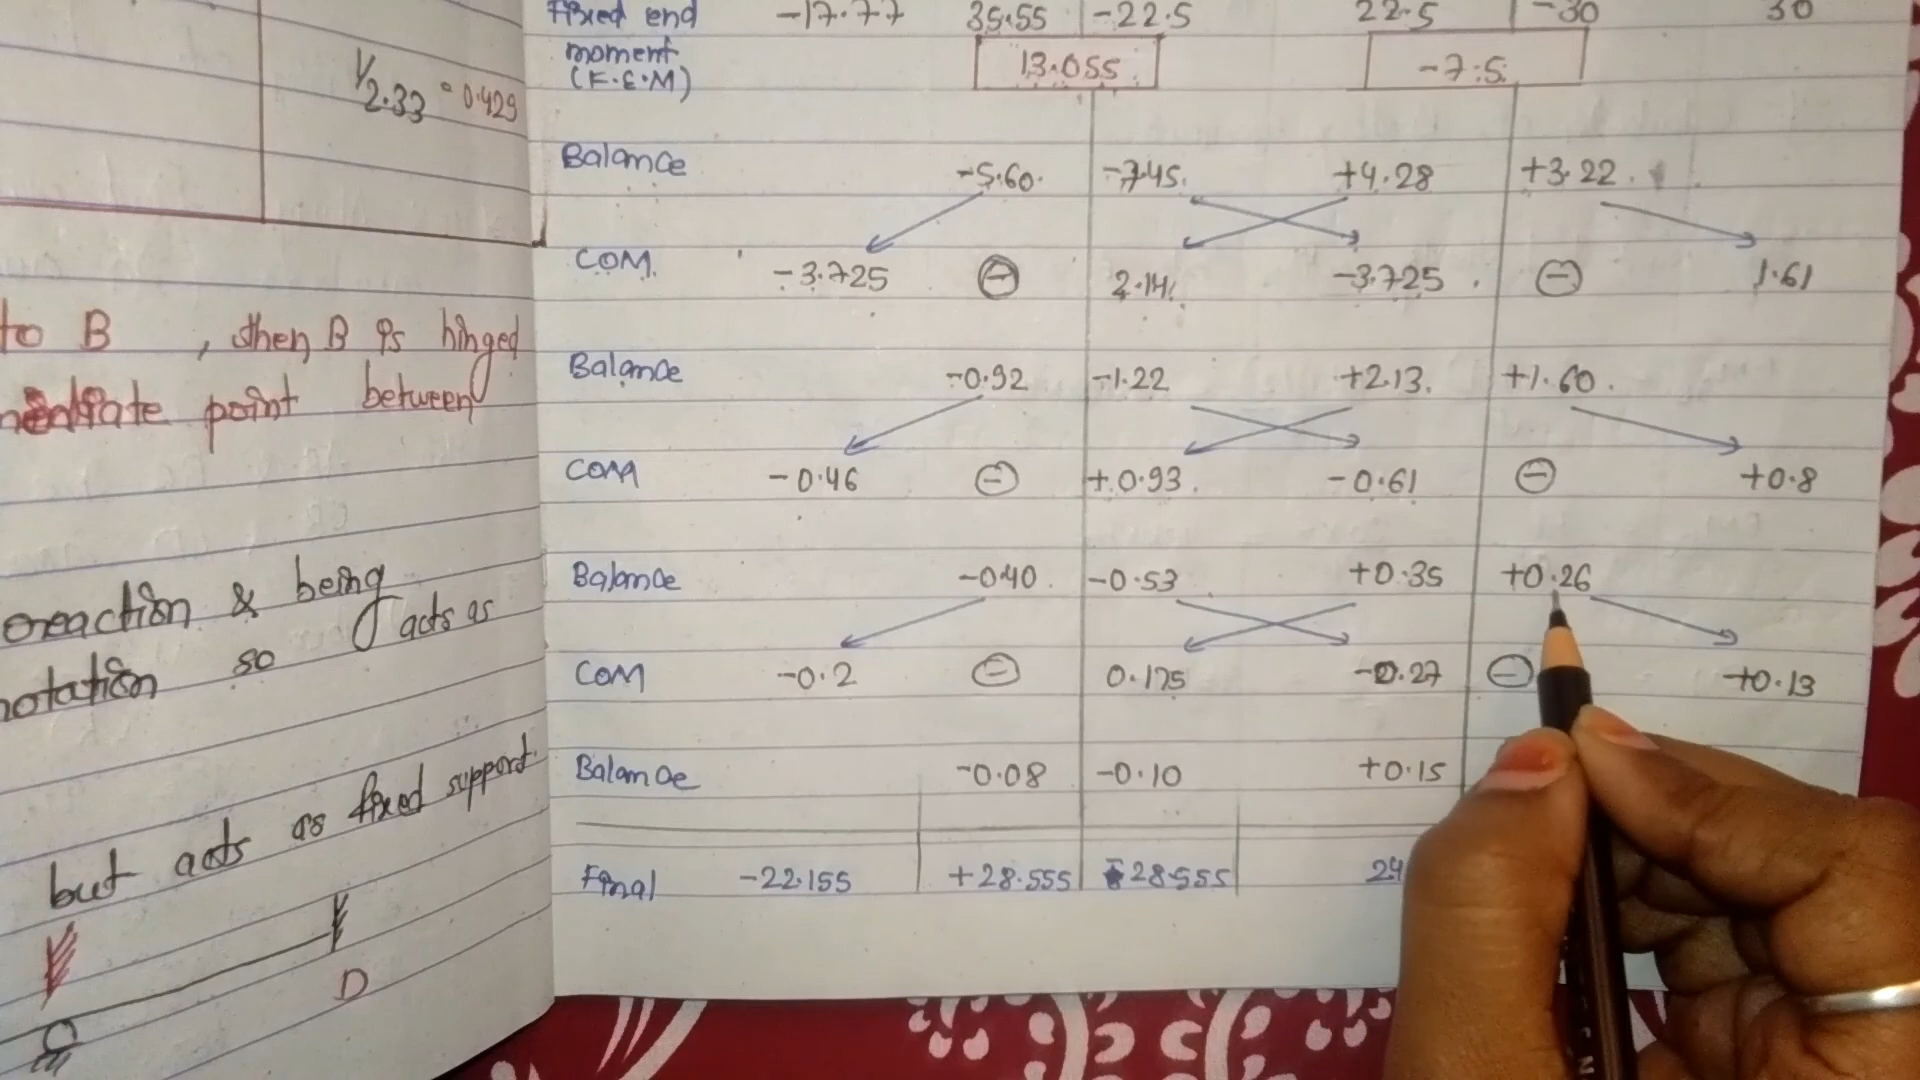 1/2.33 = 0.429
to B , then B is hinged
point between
reaction & being
acts as
so
but acts as fixed support.
D
Fixed end -17.77 35.55 -22.5 22.5 -30 30
moment 13.055 -7.5
(F.E.M)
Balance -5.60 -7.45 +4.28 +3.22
COM. -3.725 - 2.14 -3.725 - 1.61
Balance -0.92 -1.22 +2.13 +1.60
COM -0.46 - +0.93 -0.61 - +0.8
Balance -0.40 -0.53 +0.35 +0.26
COM -0.2 - 0.175 -0.27 - +0.13
Balance -0.08 -0.10 +0.15
Final -22.155 +28.555 -28.555 24